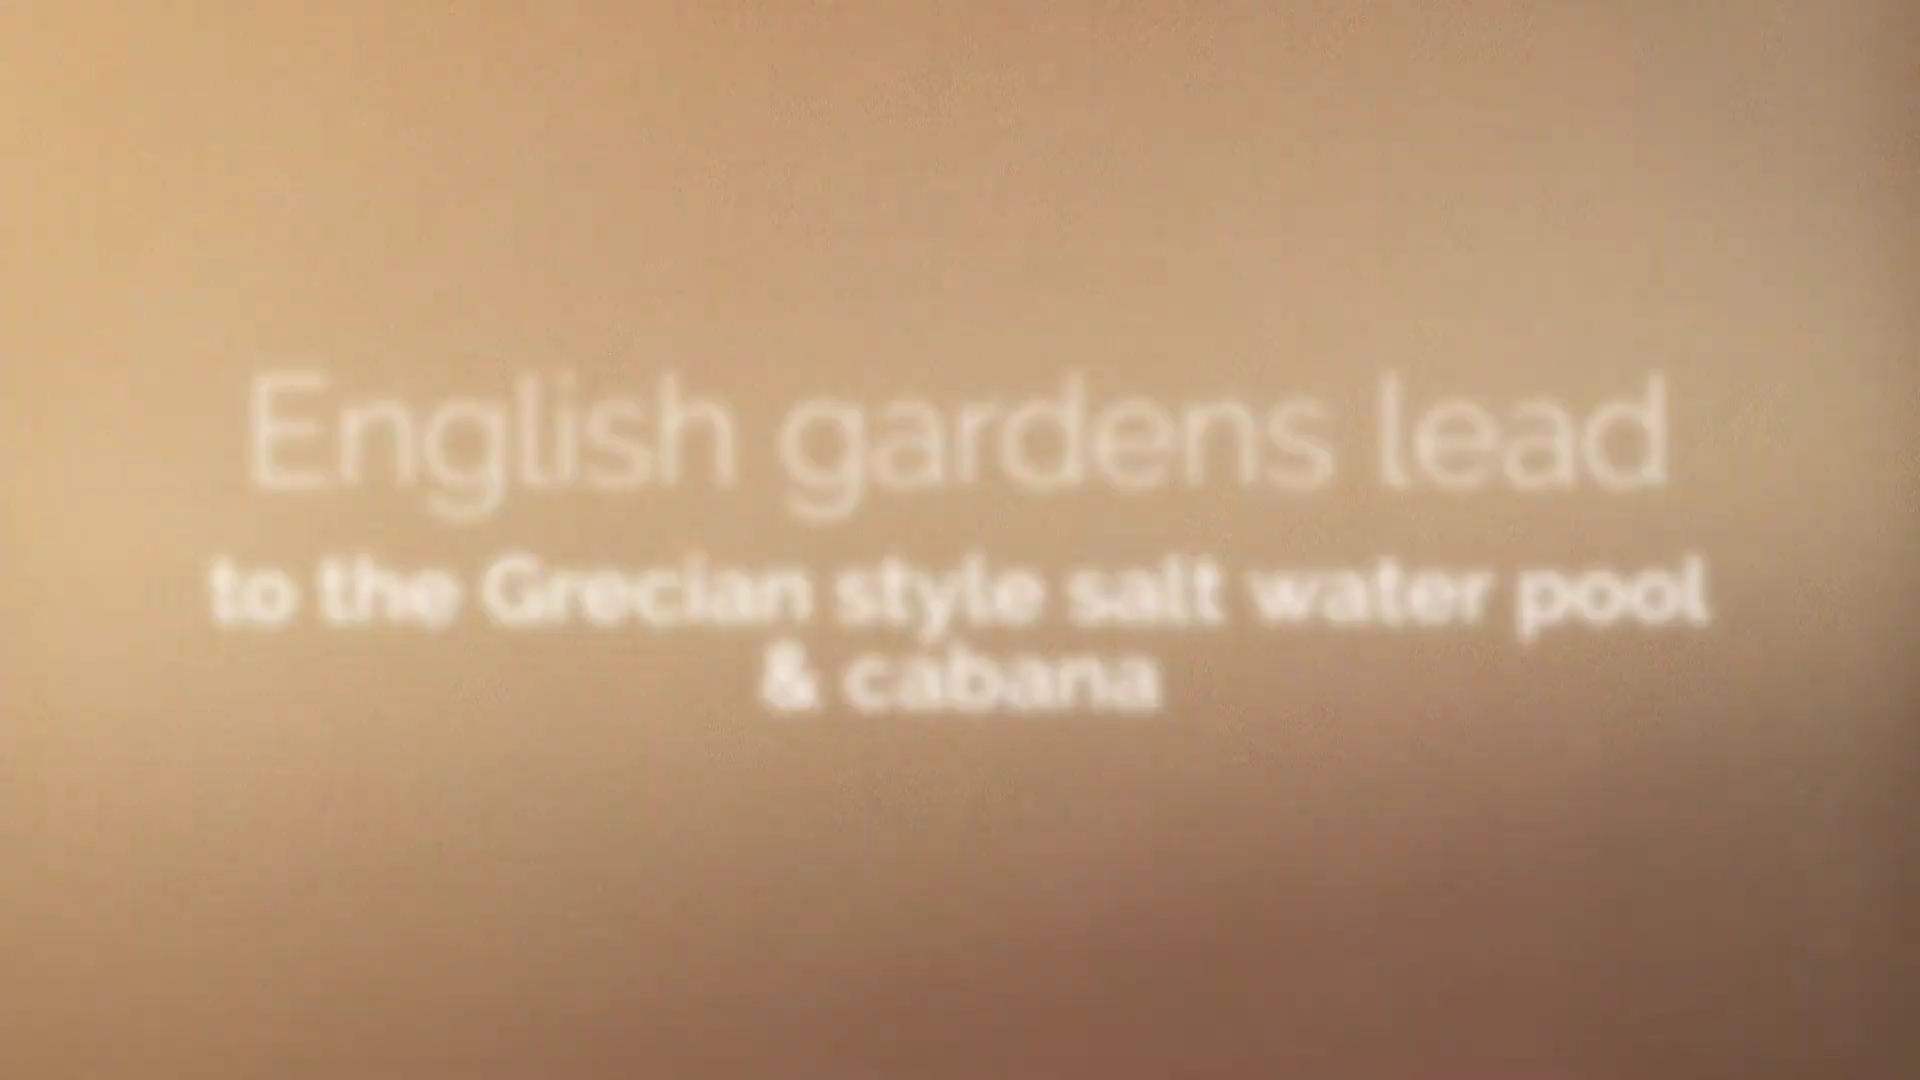 English gardens lead
to the Grecian style salt water pool
& cabana